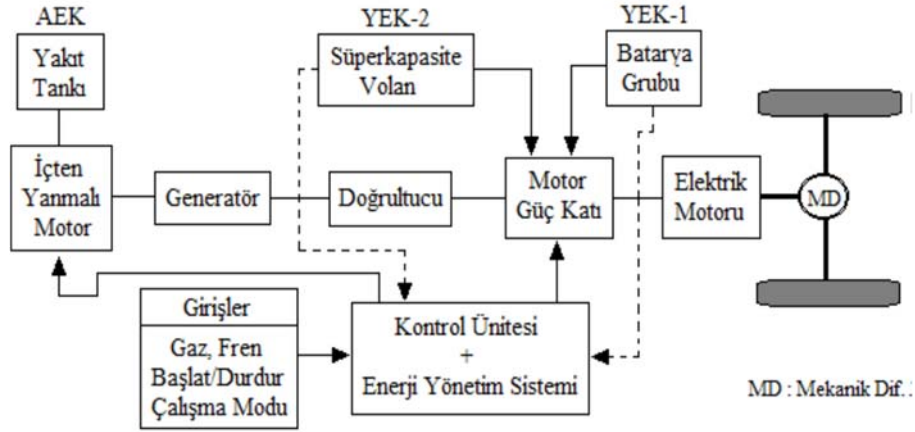 AEK
YEK-2
YEK-1
Yakıt
Tankı
Süperkapasite
Volan
Batarya
Grubu
İçten
Yanmalı
Motor
Generatör
Doğrultucu
Motor
Güç Katı
Elektrik
Motoru
MD
Girişler
Gaz, Fren
Başlat/Durdur
Çalışma Modu
Kontrol Ünitesi
+
Enerji Yönetim Sistemi
MD : Mekanik Dif.